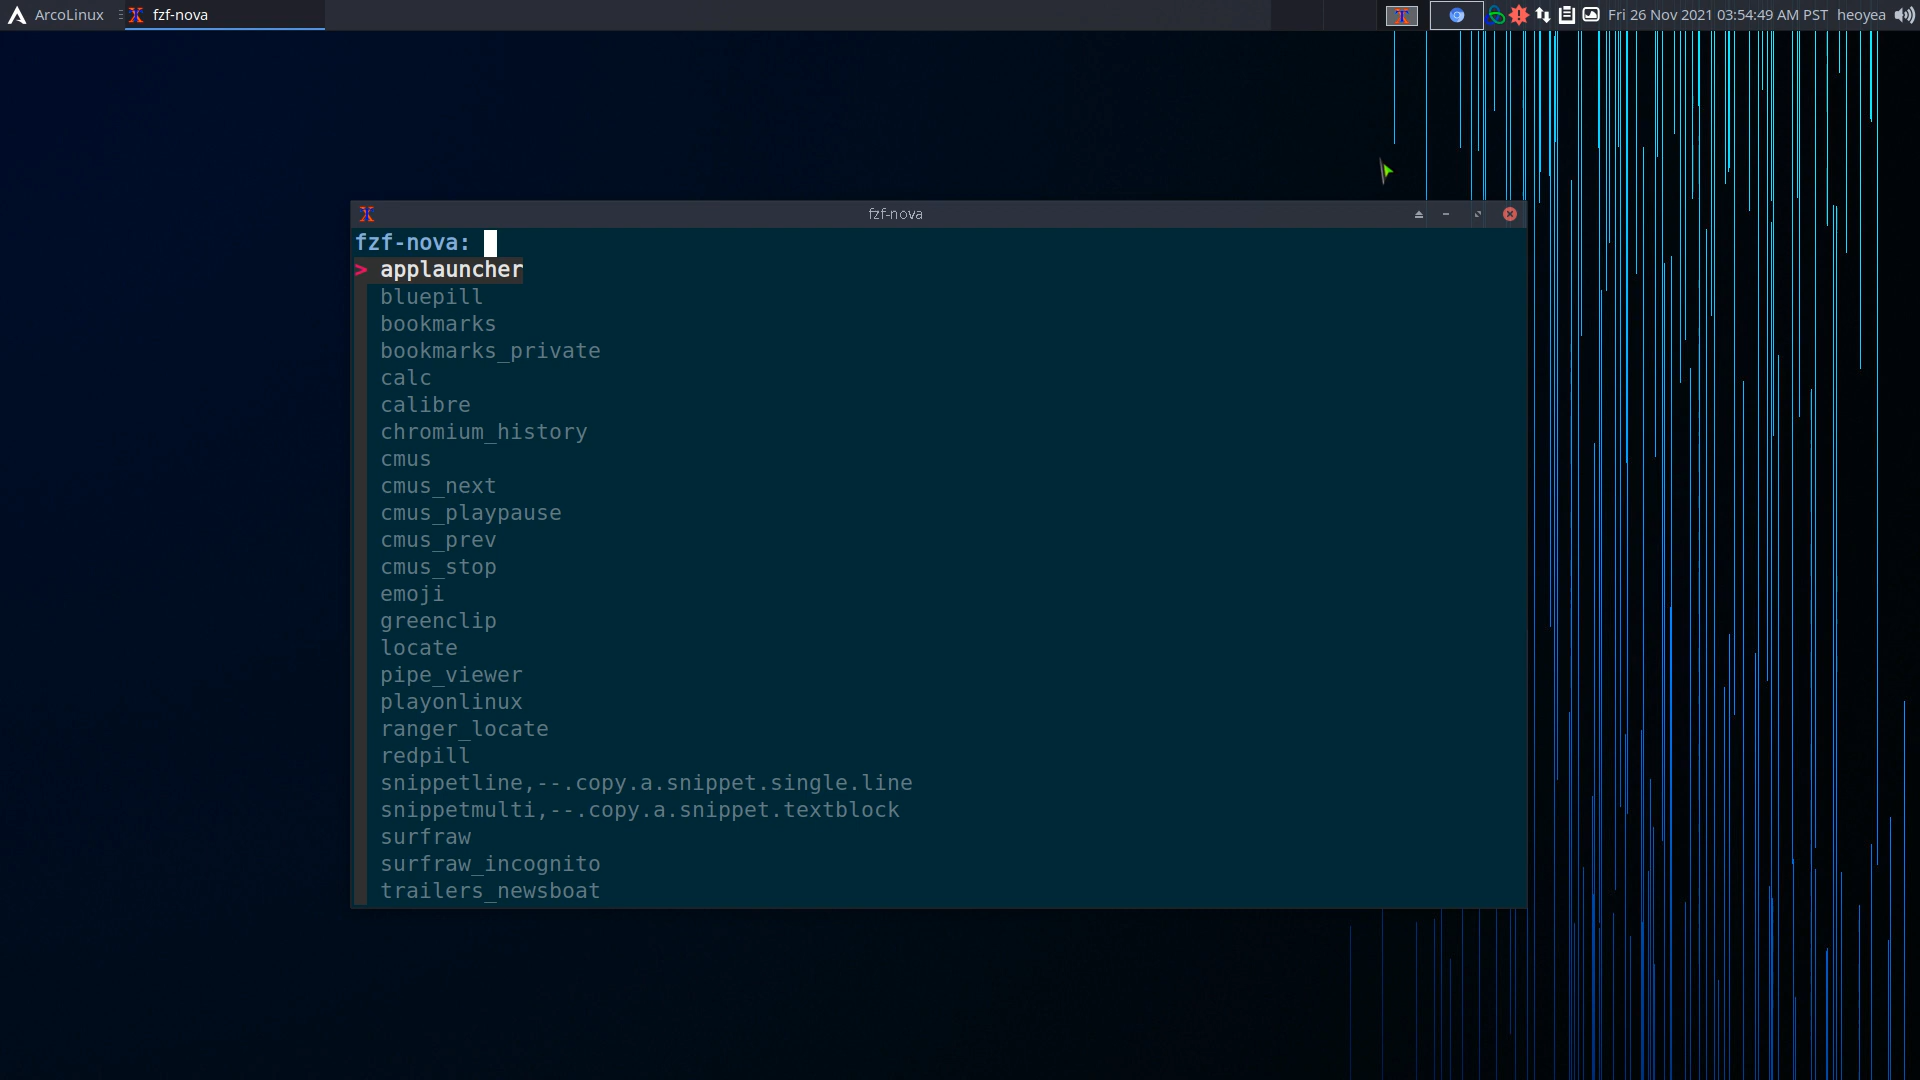 ArcoLinux
fzf-nova
Fri 26 Nov 2021 03:54:49 AM PST
heoyea
fzf-nova
fzf-nova:
> applauncher
bluepill
bookmarks
bookmarks_private
calc
calibre
chromium_history
cmus
cmus_next
cmus_playpause
cmus_prev
cmus_stop
emoji
greenclip
locate
pipe_viewer
playonlinux
ranger_locate
redpill
snippetline,--.copy.a.snippet.single.line
snippetmulti,--.copy.a.snippet.textblock
surfraw
surfraw_incognito
trailers_newsboat